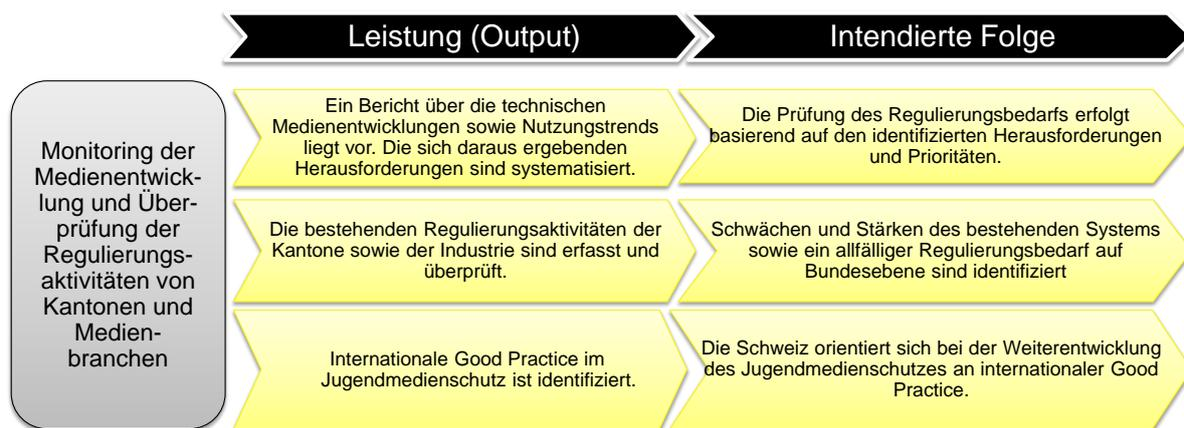 Leistung (Output)
Intendierte Folge
Monitoring der
Medienentwick-
lung und Über-
prüfung der
Regulierungs-
aktivitäten von
Kantonen und
Medien-
branchen
Ein Bericht über die technischen
Medienentwicklungen sowie Nutzungstrends
liegt vor. Die sich daraus ergebenden
Herausforderungen sind systematisiert.
Die Prüfung des Regulierungsbedarfs erfolgt
basierend auf den identifizierten Herausforderungen
und Prioritäten.
Die bestehenden Regulierungsaktivitäten der
Kantone sowie der Industrie sind erfasst und
überprüft.
Schwächen und Stärken des bestehenden Systems
sowie ein allfälliger Regulierungsbedarf auf
Bundesebene sind identifiziert
Internationale Good Practice im
Jugendmedienschutz ist identifiziert.
Die Schweiz orientiert sich bei der Weiterentwicklung
des Jugendmedienschutzes an internationaler Good
Practice.